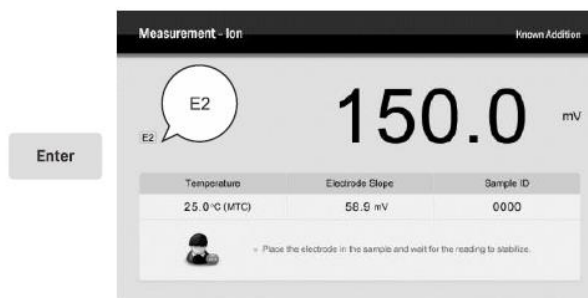 Measurement - Ion Known Addition
E2
E2
150.0 mV
Enter
Temperature Electrode Slope Sample ID
25.0°C (MTC) 58.9 mV 0000
Place the electrode in the sample and wait for the reading to stabilize.